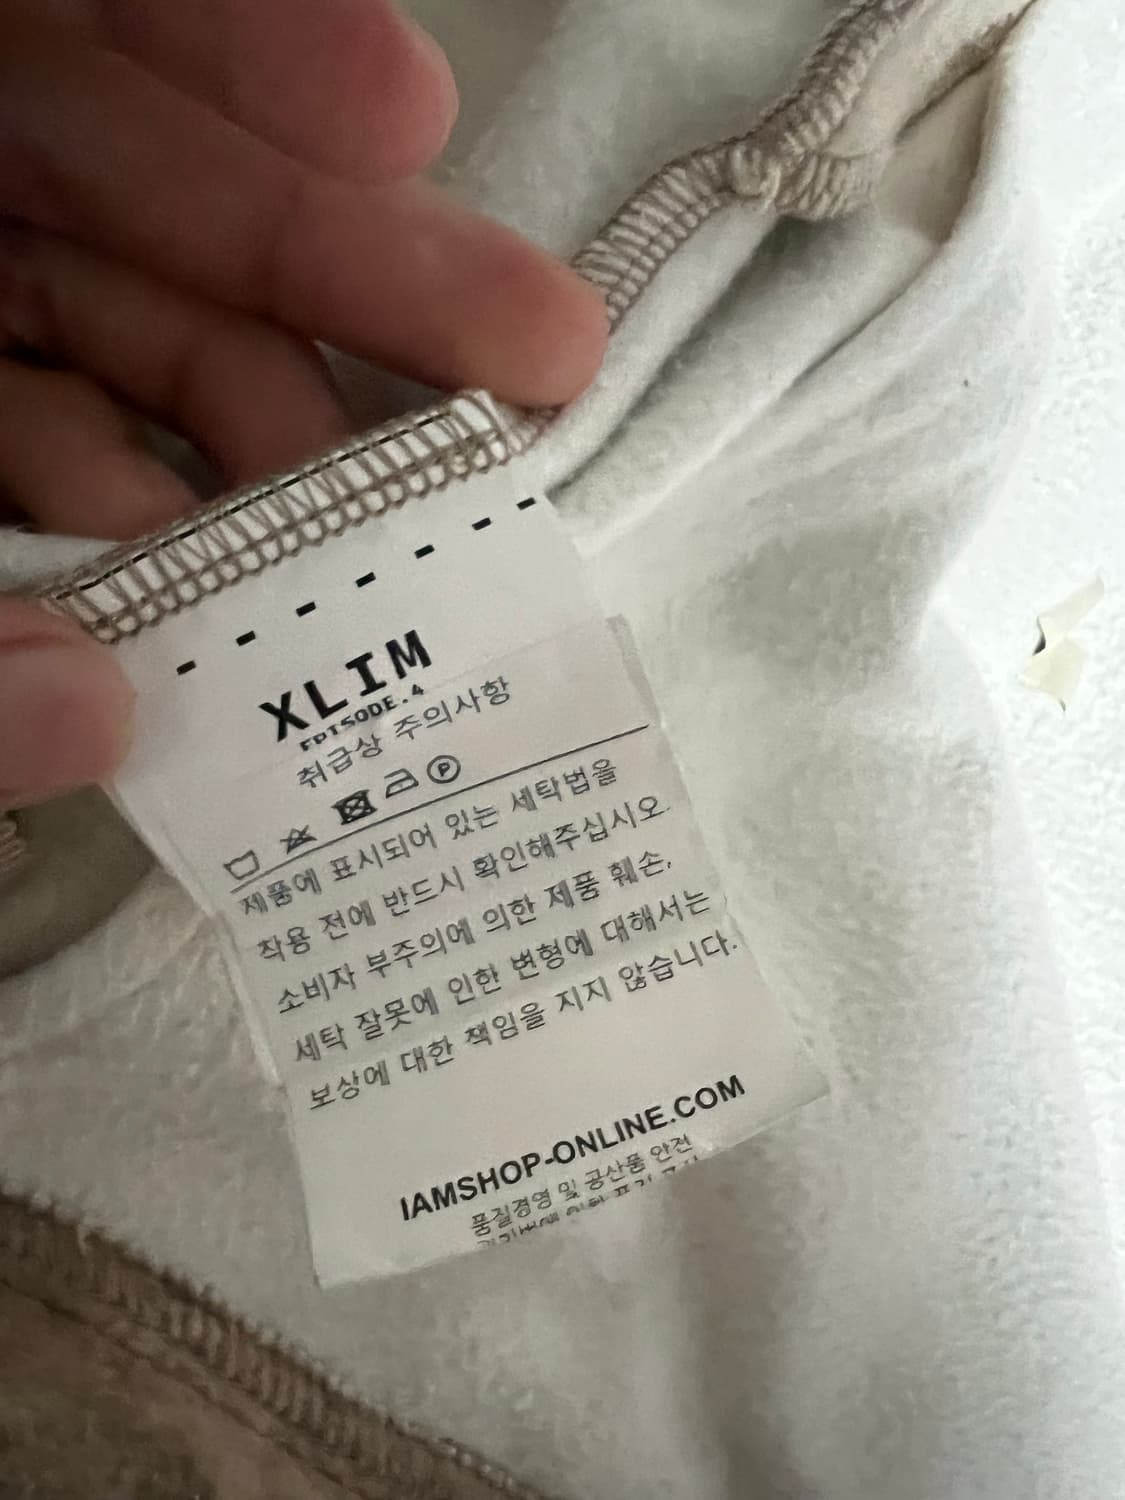 XLIM
EPISODE.4
취급상 주의사항
P
제품에 표시되어 있는 세탁법을
착용 전에 반드시 확인해주십시오.
소비자 부주의에 의한 제품 훼손,
세탁 잘못에 인한 변형에 대해서는
보상에 대한 책임을 지지 않습니다.
IAMSHOP-ONLINE.COM
품질경영 및 공산품 안전